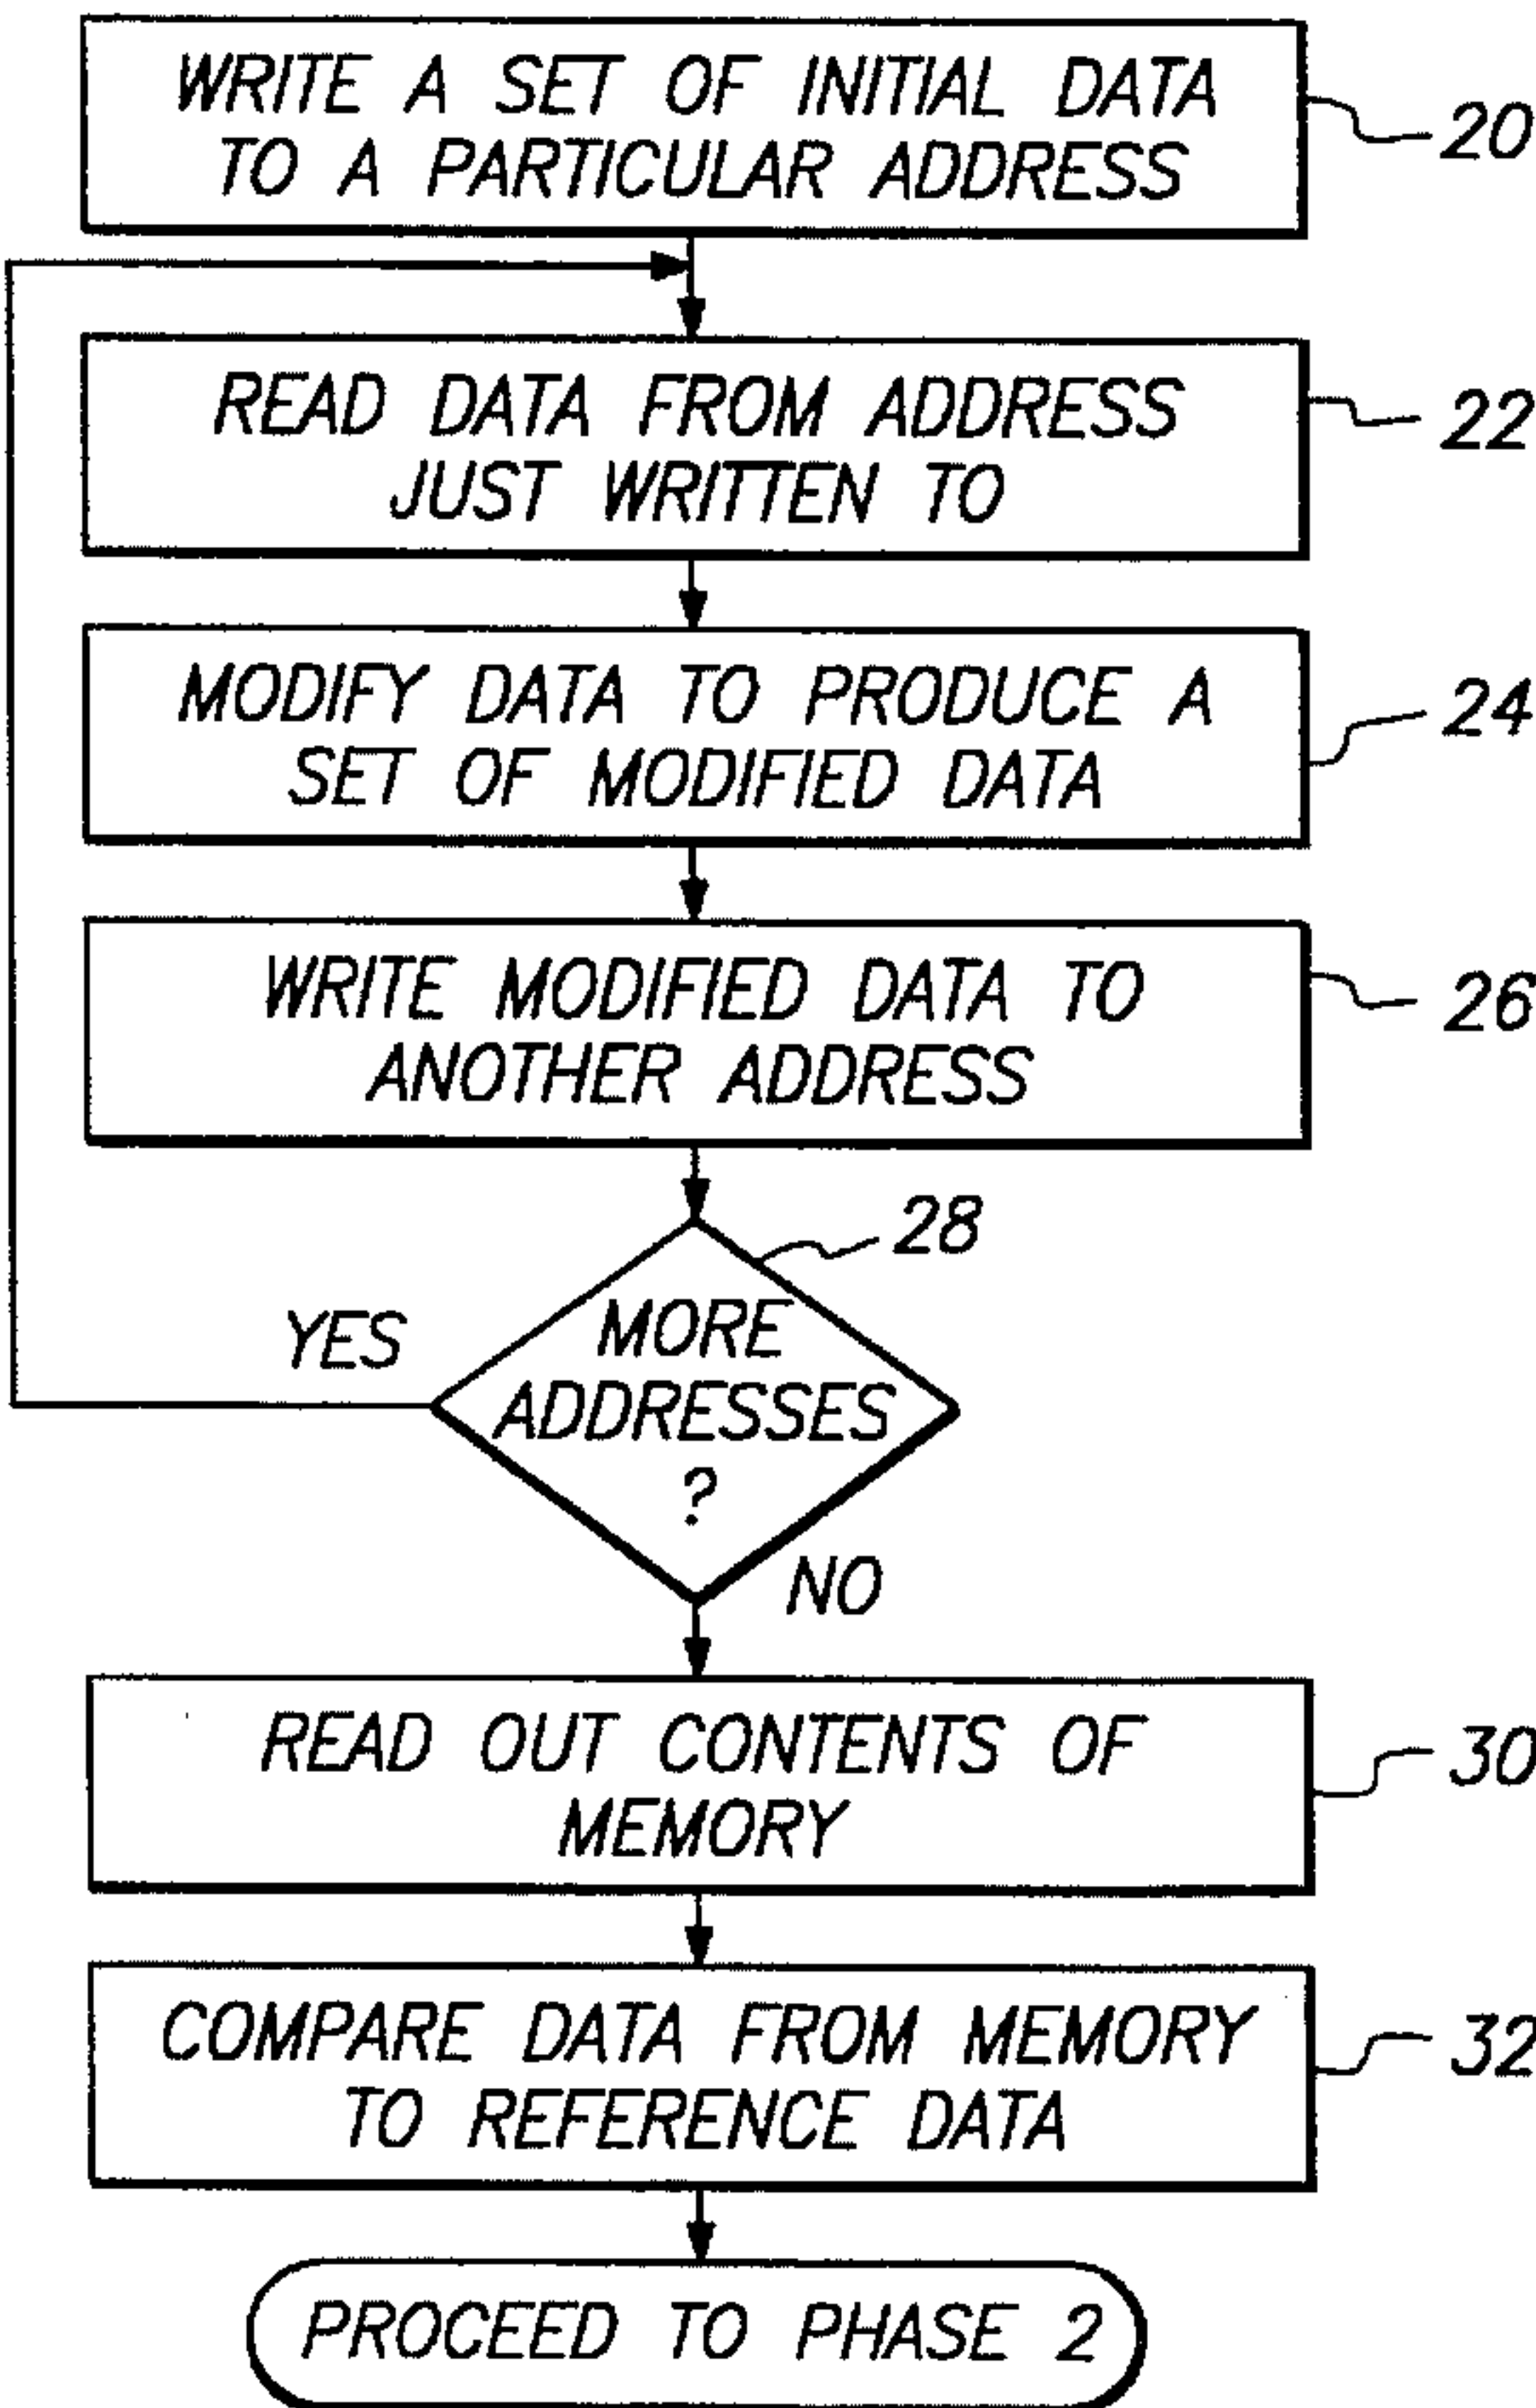 WRITE A SET OF INITIAL DATA
TO A PARTICULAR ADDRESS
20
READ DATA FROM ADDRESS
JUST WRITTEN TO
22
MODIFY DATA TO PRODUCE A
SET OF MODIFIED DATA
24
WRITE MODIFIED DATA TO
ANOTHER ADDRESS
26
28
MORE
ADDRESSES
?
YES
NO
READ OUT CONTENTS OF
MEMORY
30
COMPARE DATA FROM MEMORY
TO REFERENCE DATA
32
PROCEED TO PHASE 2